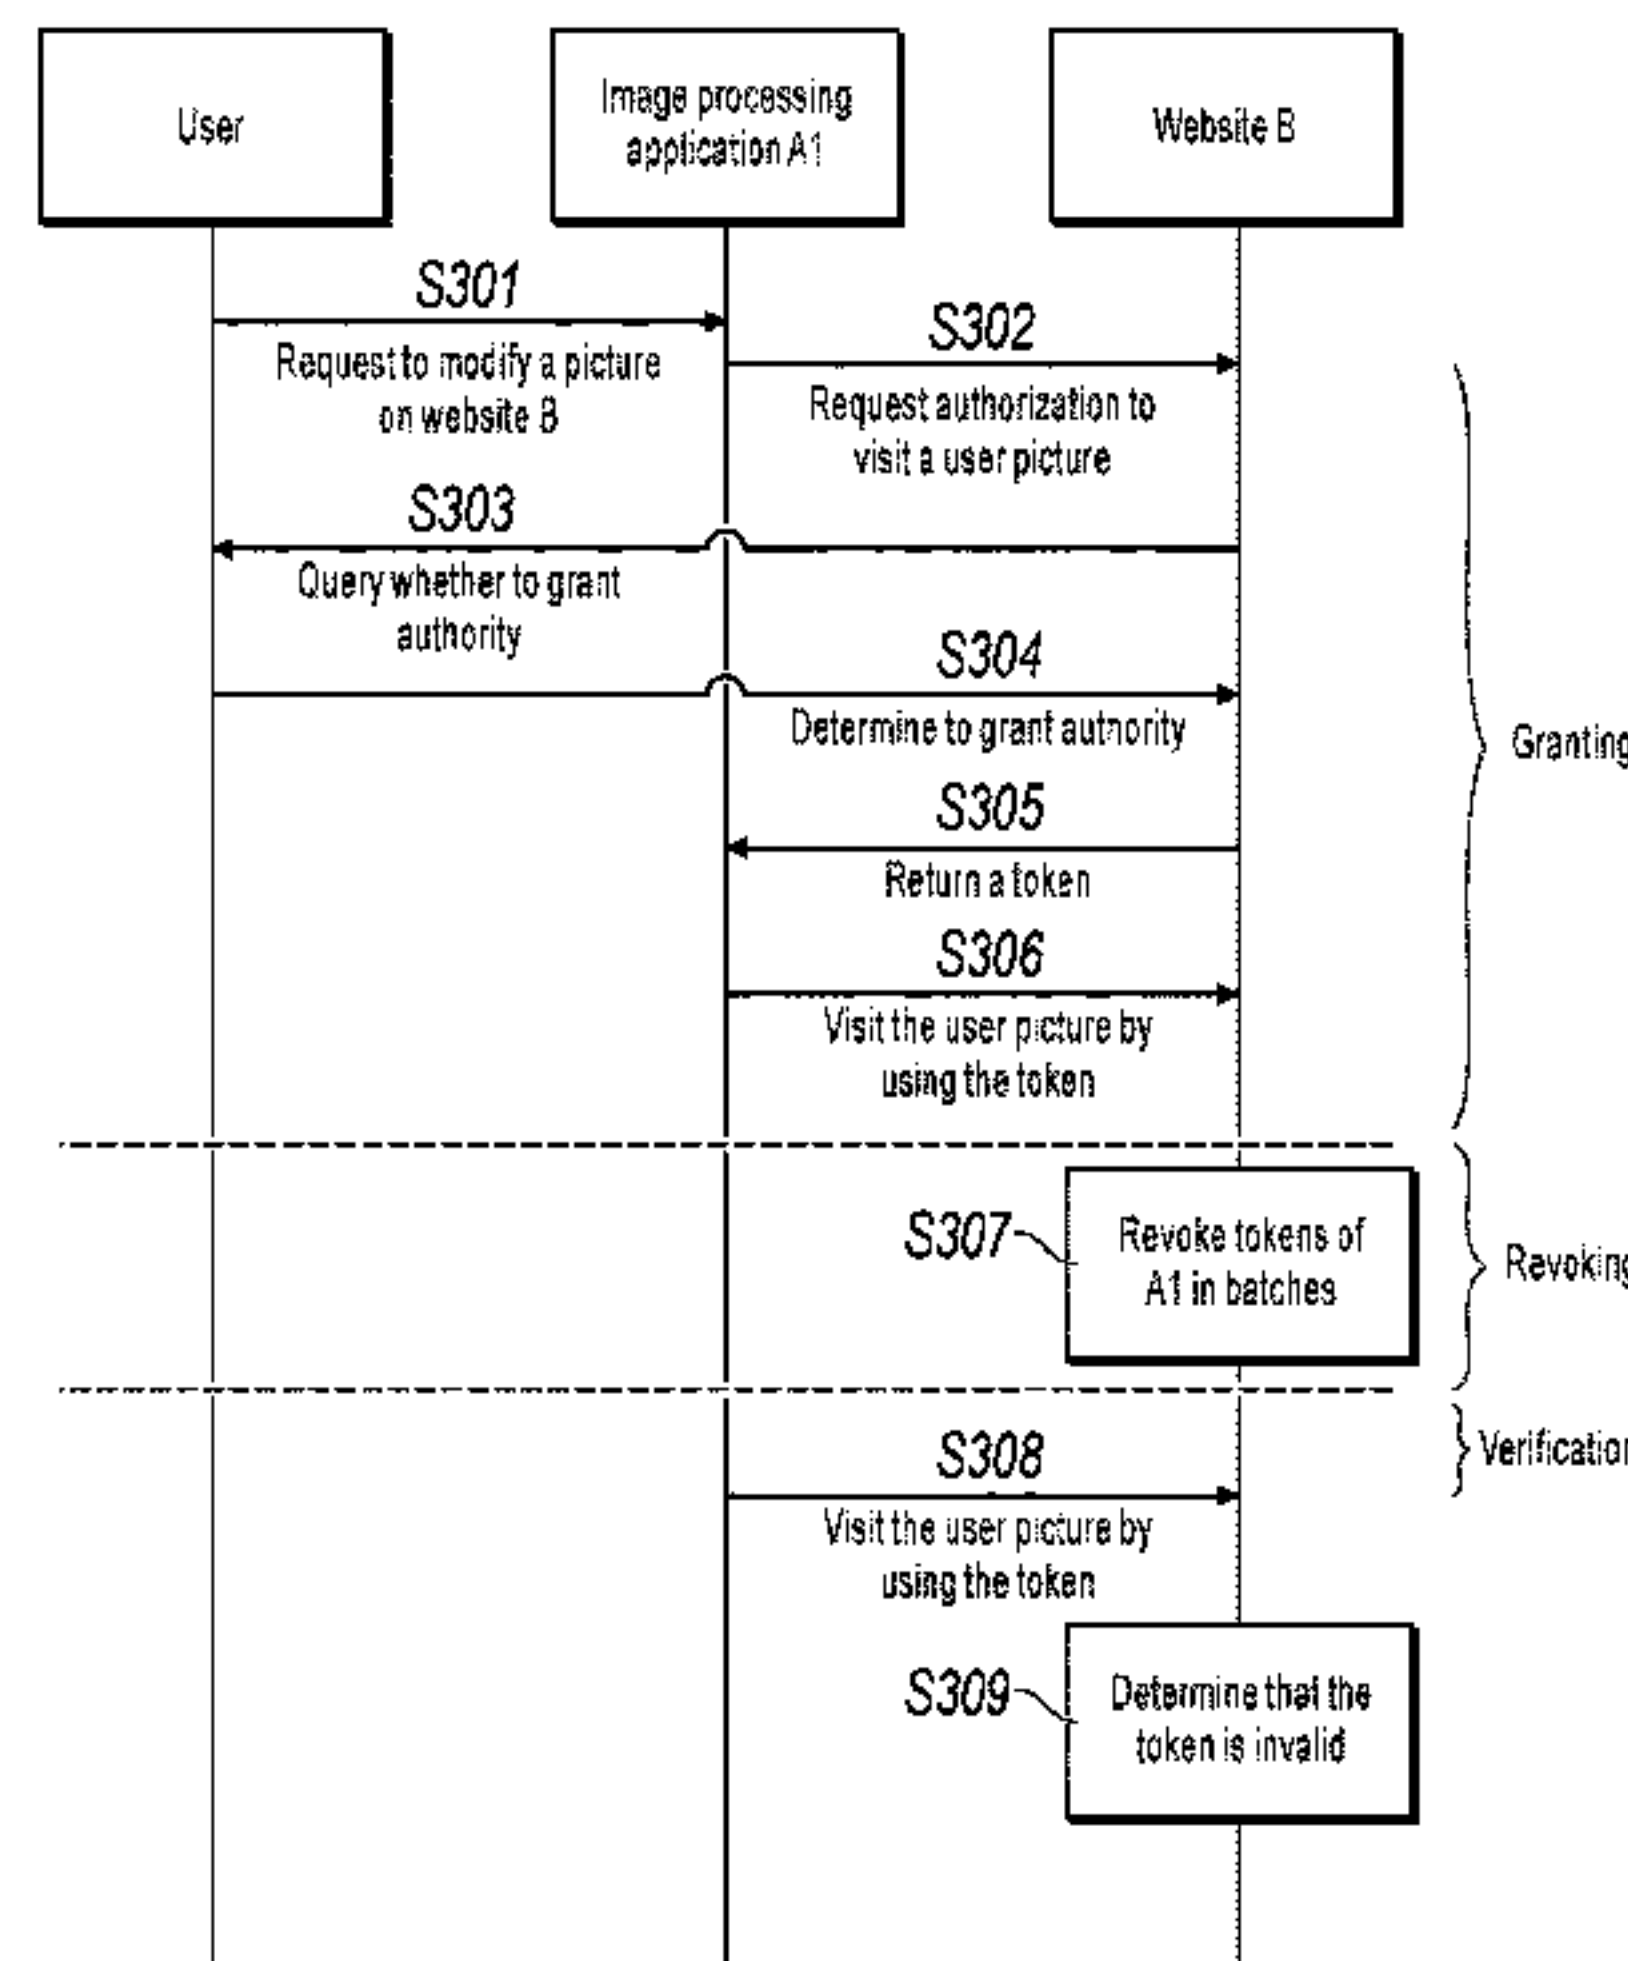 User
Image processing
application A1
Website B
S301
Request to modify a picture
on website B
S302
Request authorization to
visit a user picture
S303
Query whether to grant
authority
S304
Determine to grant authority
Granting
S305
Return a token
S306
Visit the user picture by
using the token
S307
Revoke tokens of
A1 in batches
Revoking
S308
Verification
Visit the user picture by
using the token
S309
Determine that the
token is invalid